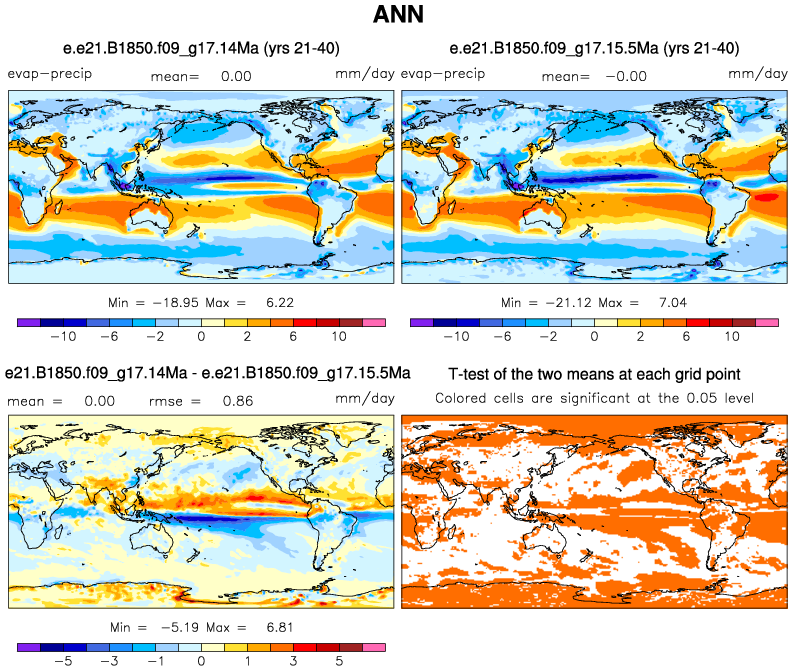 ANN
e.e21.B1850.f09_g17.14Ma (yrs 21-40)
evap-precip mean= 0.00 mm/day
Min = -18.95 Max = 6.22
-10 -6 -2 0 2 6 10
e.e21.B1850.f09_g17.15.5Ma (yrs 21-40)
evap-precip mean= -0.00 mm/day
Min = -21.12 Max = 7.04
-10 -6 -2 0 2 6 10
e21.B1850.f09_g17.14Ma - e.e21.B1850.f09_g17.15.5Ma
mean = 0.00 rmse = 0.86 mm/day
Min = -5.19 Max = 6.81
-5 -3 -1 0 1 3 5
T-test of the two means at each grid point
Colored cells are significant at the 0.05 level